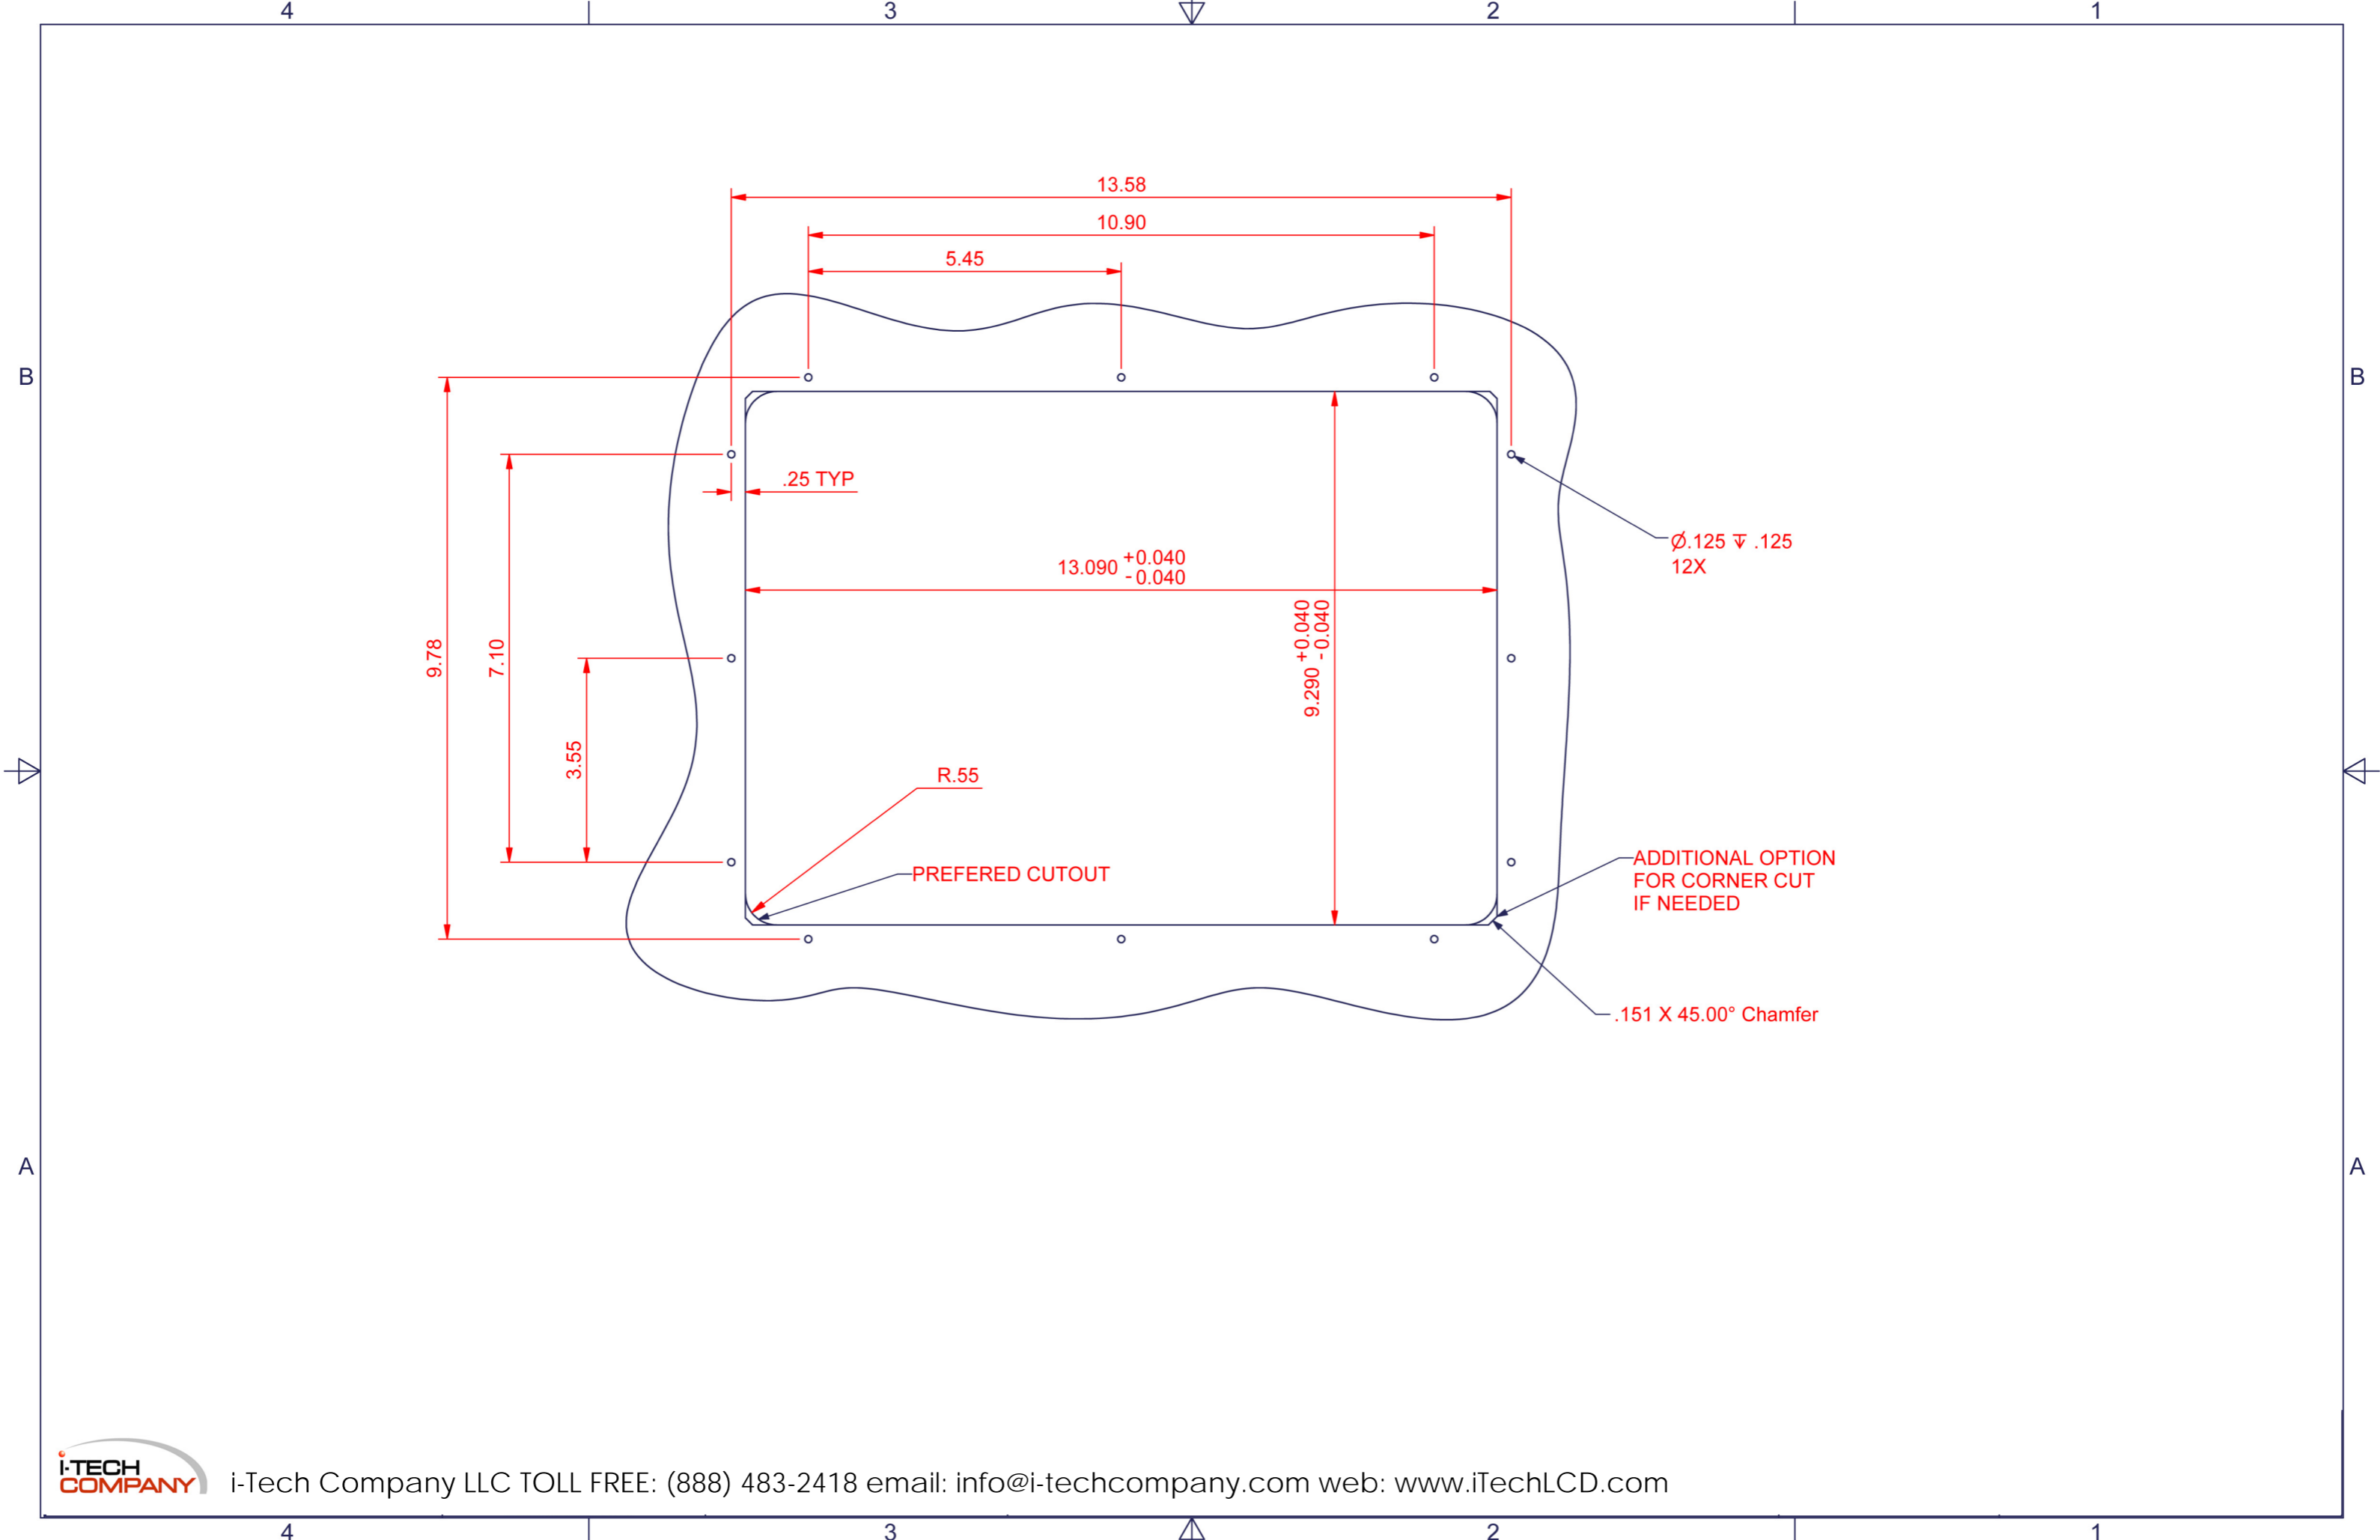 4 3 2 1
13.58
10.90
5.45
B B
.25 TYP
Ø.125 ↧ .125
12X
13.090 +0.040
-0.040
9.290 +0.040
-0.040
9.78
7.10
3.55
R.55
PREFERED CUTOUT
ADDITIONAL OPTION
FOR CORNER CUT
IF NEEDED
.151 X 45.00° Chamfer
A A
i-TECH
COMPANY
i-Tech Company LLC TOLL FREE: (888) 483-2418 email: info@i-techcompany.com web: www.iTechLCD.com
4 3 2 1